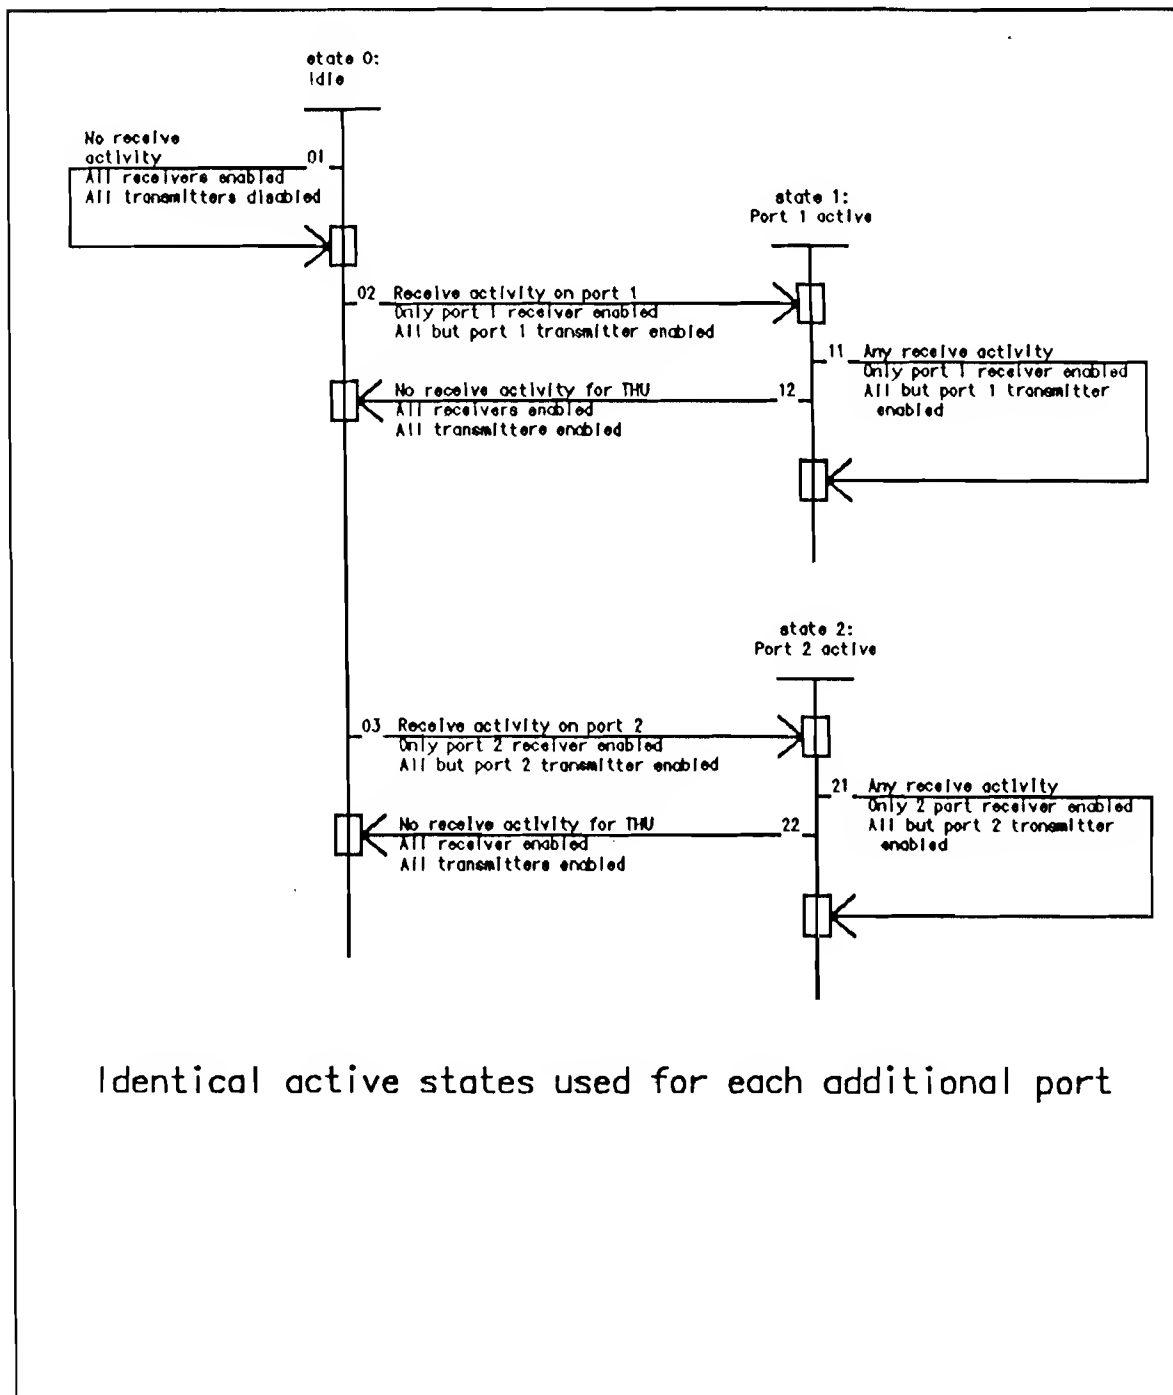 state 0:
Idle
No receive
activity
01
All receivers enabled
All transmitters disabled
state 1:
Port 1 active
02 Receive activity on port 1
Only port 1 receiver enabled
All but port 1 transmitter enabled
11 Any receive activity
Only port 1 receiver enabled
All but port 1 transmitter
enabled
No receive activity for THU 12
All receivers enabled
All transmitters enabled
state 2:
Port 2 active
03 Receive activity on port 2
Only port 2 receiver enabled
All but port 2 transmitter enabled
21 Any receive activity
Only 2 port receiver enabled
All but port 2 transmitter
enabled
No receive activity for THU 22
All receiver enabled
All transmitters enabled
Identical active states used for each additional port